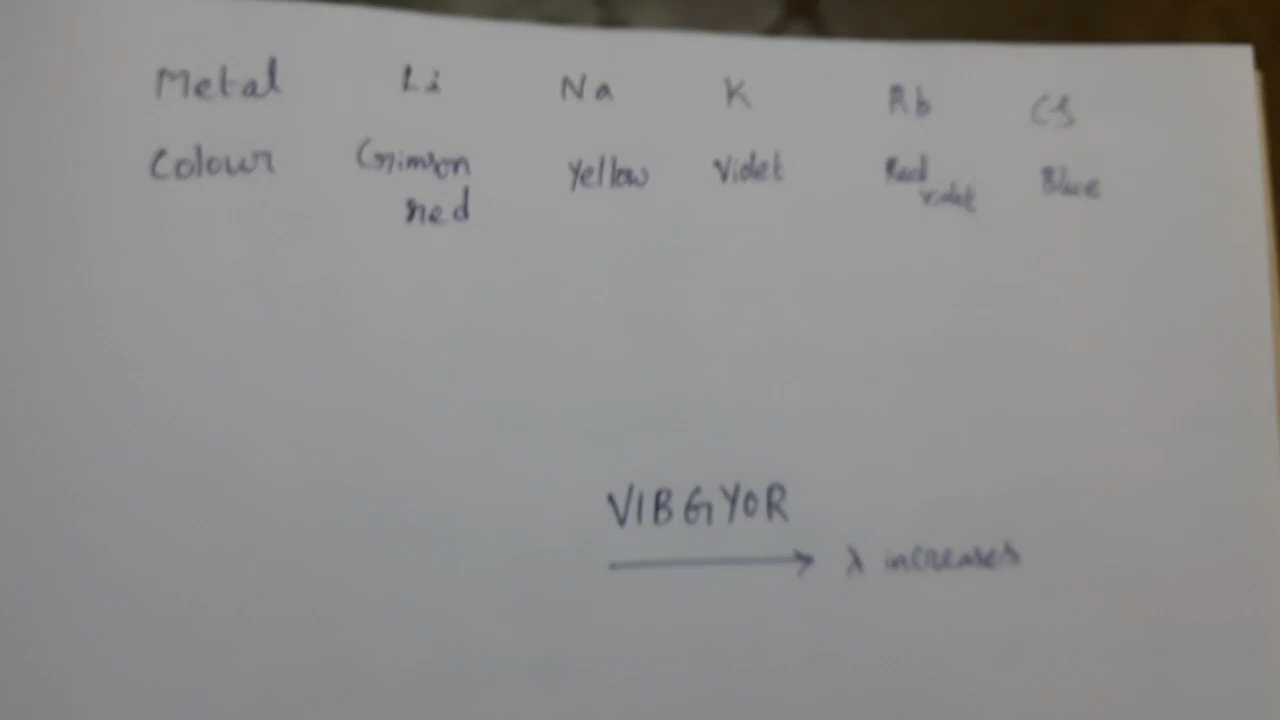 Metal Li Na K Rb Cs
Colour Crimson Yellow Violet Red Blue
red violet
VIBGYOR
λ increases